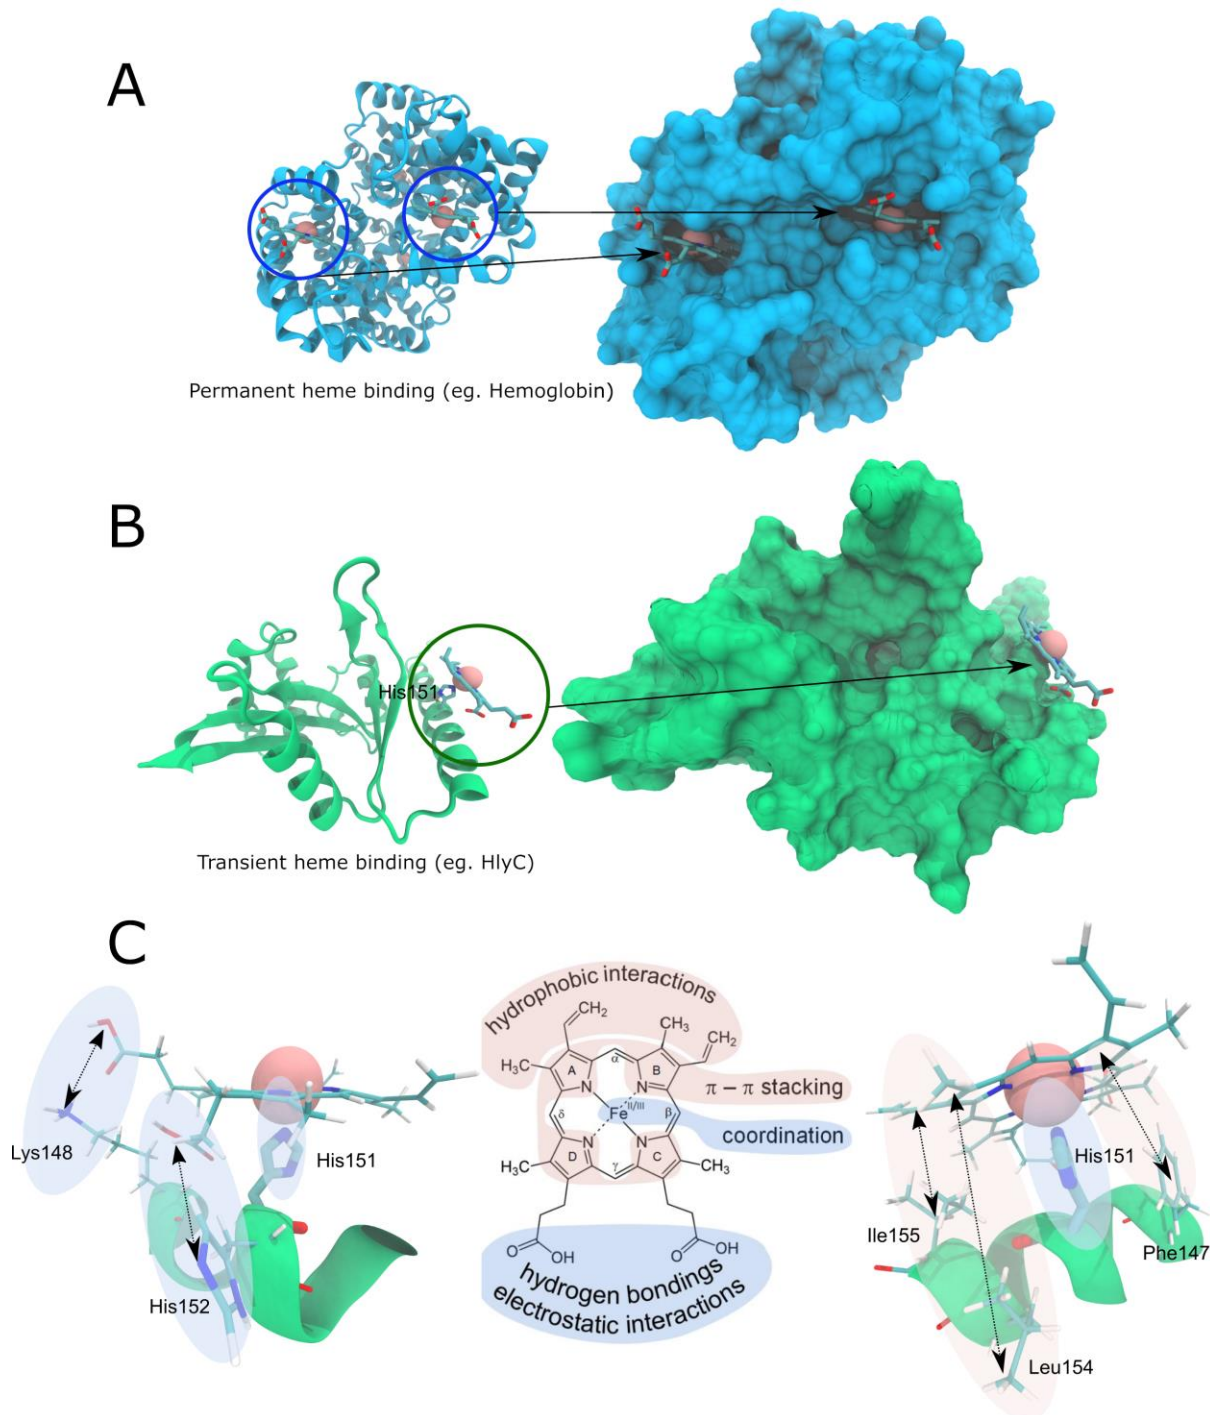 A
Permanent heme binding (eg. Hemoglobin)
B
His151
Transient heme binding (eg. HlyC)
C
Lys148
His151
His152
hydrophobic interactions
CH₂
CH₃
CH₂
H₃C
α
A
B
N
N
π – π stacking
δ
Fe II/III
β
coordination
N
N
D
C
H₃C
γ
CH₃
O
OH
O
OH
hydrogen bondings
electrostatic interactions
His151
Ile155
Phe147
Leu154